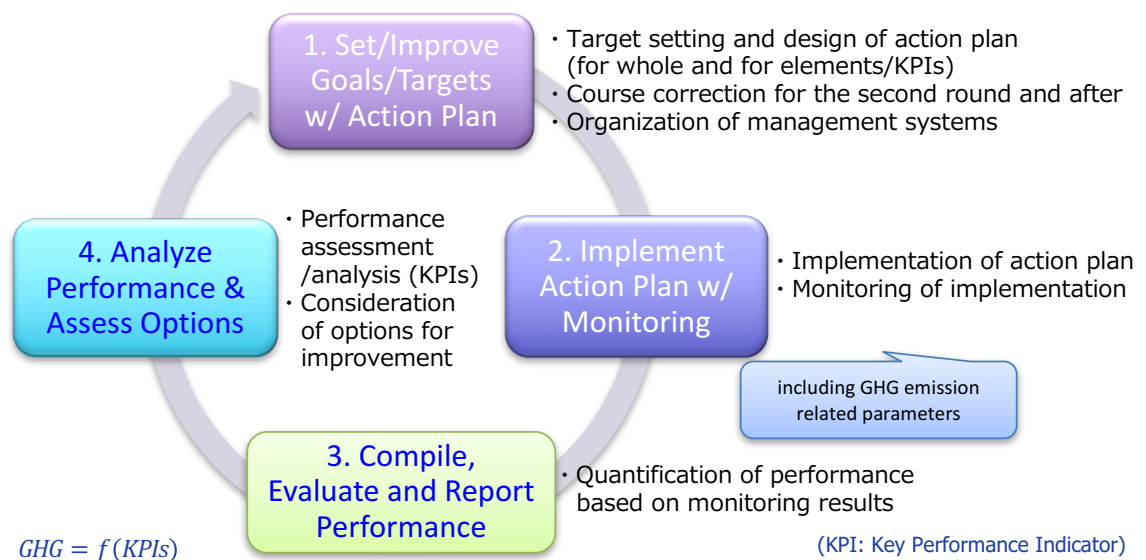 1. Set/Improve
Goals/Targets
w/ Action Plan
・Target setting and design of action plan
(for whole and for elements/KPIs)
・Course correction for the second round and after
・Organization of management systems
2. Implement
Action Plan w/
Monitoring
・Implementation of action plan
・Monitoring of implementation
including GHG emission
related parameters
3. Compile,
Evaluate and Report
Performance
・Quantification of performance
based on monitoring results
4. Analyze
Performance &
Assess Options
・Performance
assessment
/analysis (KPIs)
・Consideration
of options for
improvement
GHG = f(KPIs)
(KPI: Key Performance Indicator)